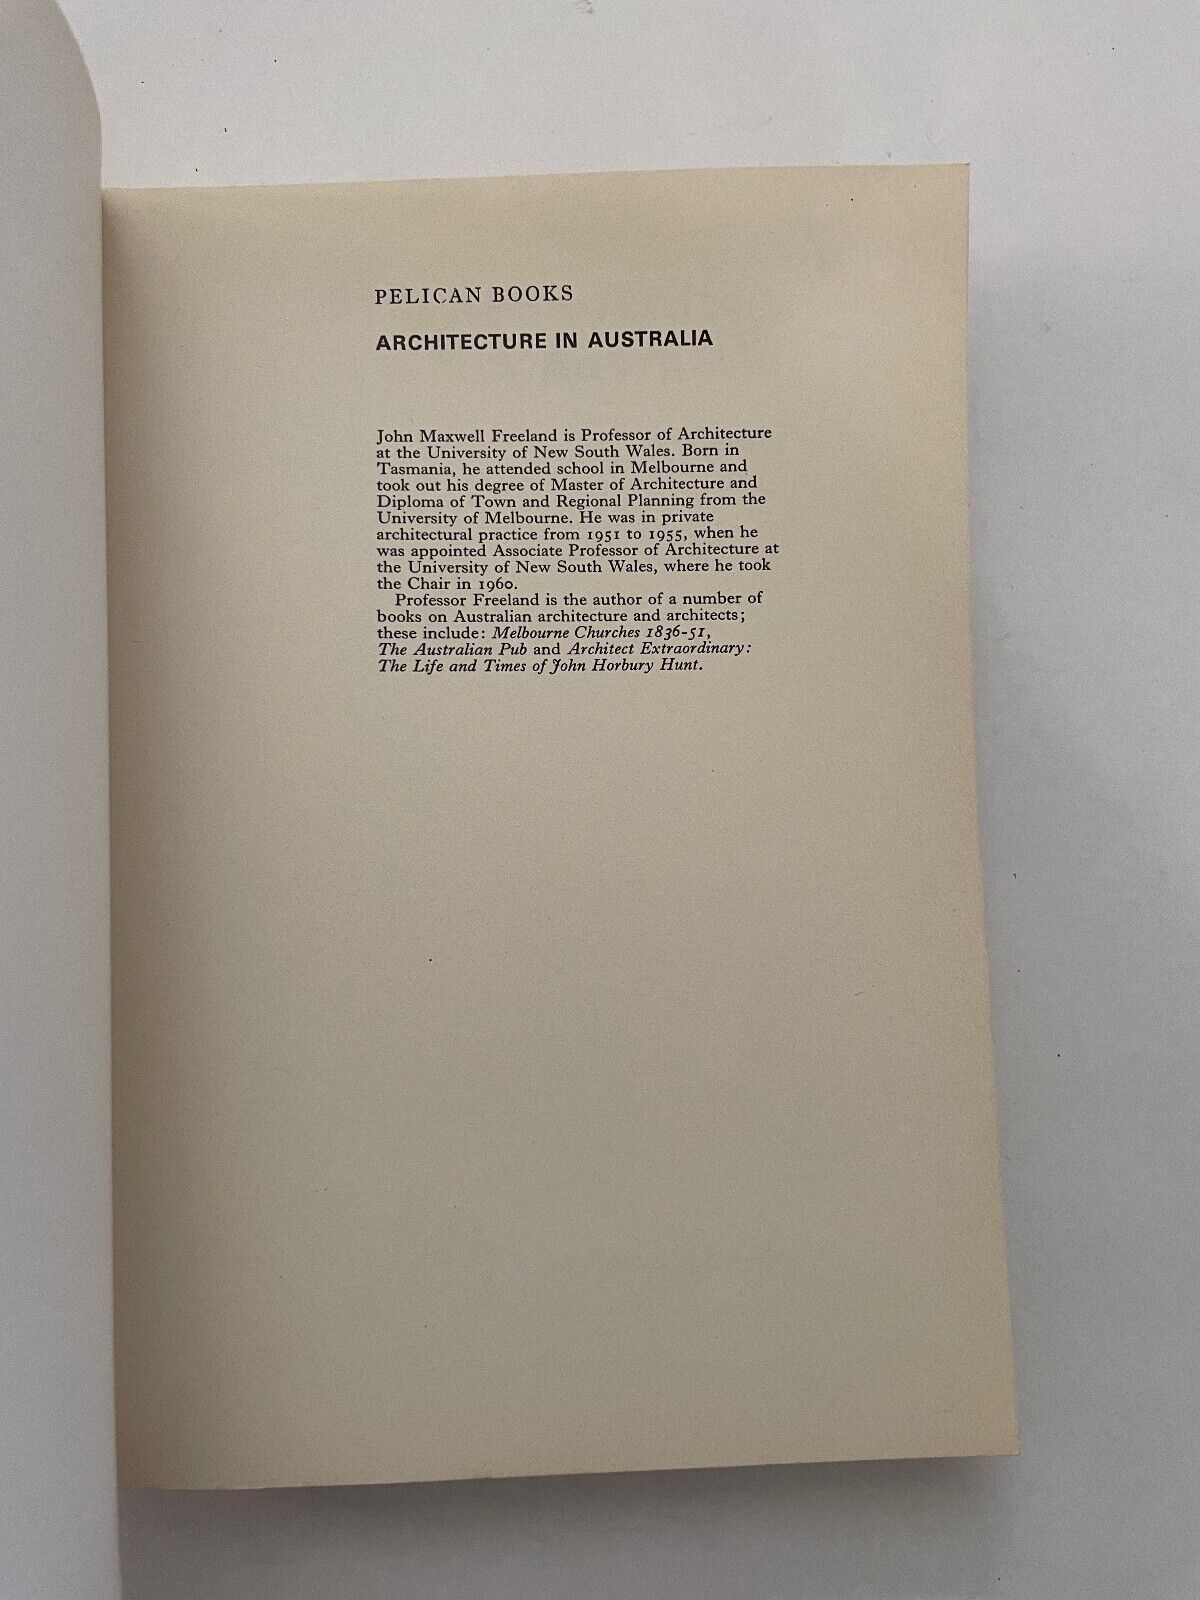 PELICAN BOOKS
ARCHITECTURE IN AUSTRALIA
John Maxwell Freeland is Professor of Architecture
at the University of New South Wales. Born in
Tasmania, he attended school in Melbourne and
took out his degree of Master of Architecture and
Diploma of Town and Regional Planning from the
University of Melbourne. He was in private
architectural practice from 1951 to 1955, when he
was appointed Associate Professor of Architecture at
the University of New South Wales, where he took
the Chair in 1960.
Professor Freeland is the author of a number of
books on Australian architecture and architects;
these include: Melbourne Churches 1836-51,
The Australian Pub and Architect Extraordinary:
The Life and Times of John Horbury Hunt.